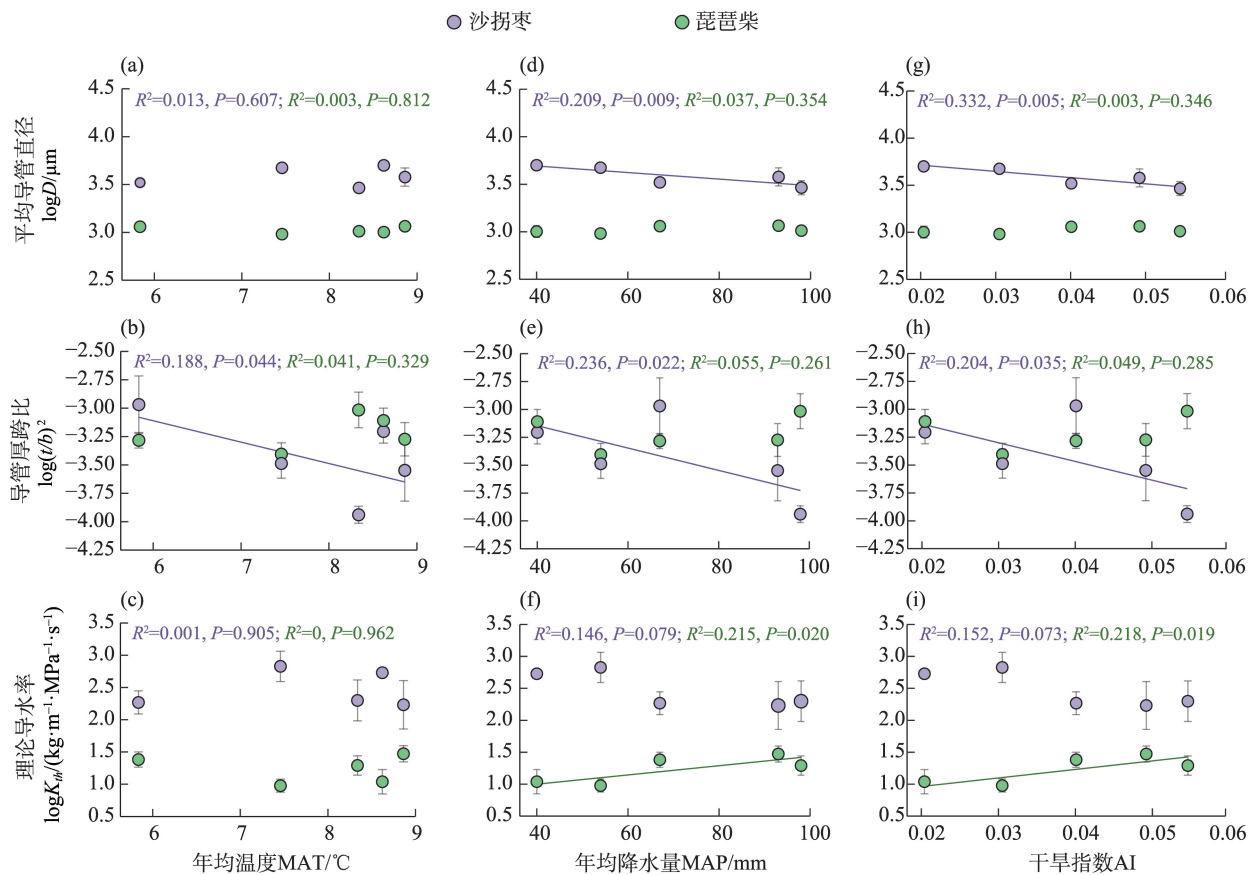 沙拐枣 琵琶柴
(a) (d) (g)
平均导管直径
logD/μm
4.5 4.0 3.5 3.0 2.5
R²=0.013, P=0.607; R²=0.003, P=0.812
6 7 8 9
4.5 4.0 3.5 3.0 2.5
R²=0.209, P=0.009; R²=0.037, P=0.354
40 60 80 100
4.5 4.0 3.5 3.0 2.5
R²=0.332, P=0.005; R²=0.003, P=0.346
0.02 0.03 0.04 0.05 0.06
(b) (e) (h)
导管厚跨比
log(t/b)²
−2.50 −2.75 −3.00 −3.25 −3.50 −3.75 −4.00 −4.25
R²=0.188, P=0.044; R²=0.041, P=0.329
6 7 8 9
−2.50 −2.75 −3.00 −3.25 −3.50 −3.75 −4.00 −4.25
R²=0.236, P=0.022; R²=0.055, P=0.261
40 60 80 100
−2.50 −2.75 −3.00 −3.25 −3.50 −3.75 −4.00 −4.25
R²=0.204, P=0.035; R²=0.049, P=0.285
0.02 0.03 0.04 0.05 0.06
(c) (f) (i)
理论导水率
logKth/(kg·m⁻¹·MPa⁻¹·s⁻¹)
3.5 3.0 2.5 2.0 1.5 1.0 0.5
R²=0.001, P=0.905; R²=0, P=0.962
6 7 8 9
年均温度MAT/℃
3.5 3.0 2.5 2.0 1.5 1.0 0.5
R²=0.146, P=0.079; R²=0.215, P=0.020
40 60 80 100
年均降水量MAP/mm
3.5 3.0 2.5 2.0 1.5 1.0 0.5
R²=0.152, P=0.073; R²=0.218, P=0.019
0.02 0.03 0.04 0.05 0.06
干旱指数AI